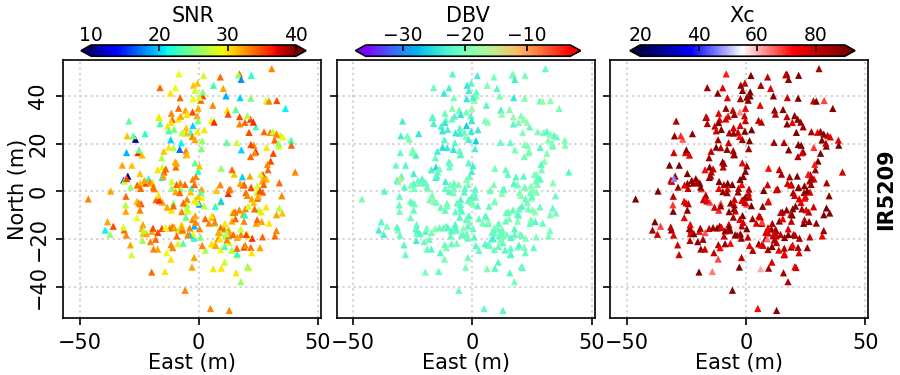 SNR DBV Xc
10 20 30 40 −30 −20 −10 20 40 60 80
40
20
0
−20
−40
North (m)
IR5209
−50 0 50 −50 0 50 −50 0 50
East (m) East (m) East (m)